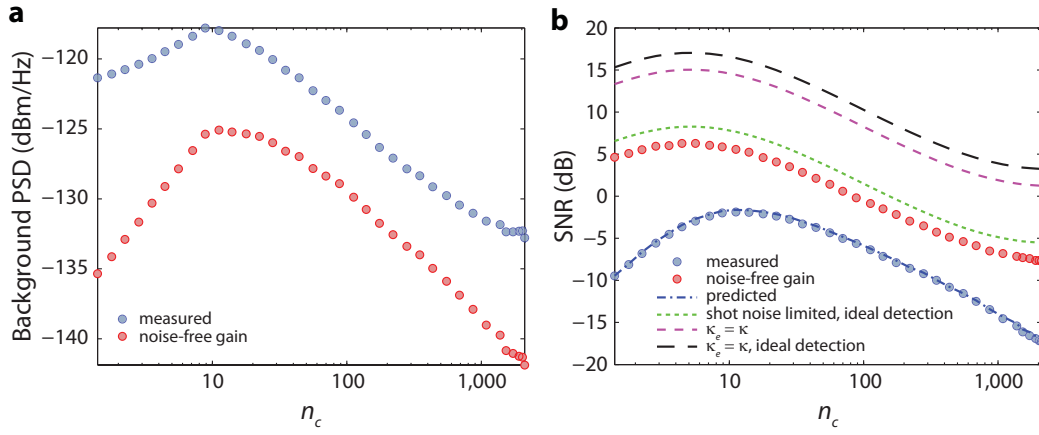 a
Background PSD (dBm/Hz)
−120
−125
−130
−135
−140
measured
noise-free gain
10
100
1,000
n_c
b
SNR (dB)
20
15
10
5
0
−5
−10
−15
−20
measured
noise-free gain
predicted
shot noise limited, ideal detection
κ_e = κ
κ_e = κ, ideal detection
10
100
1,000
n_c